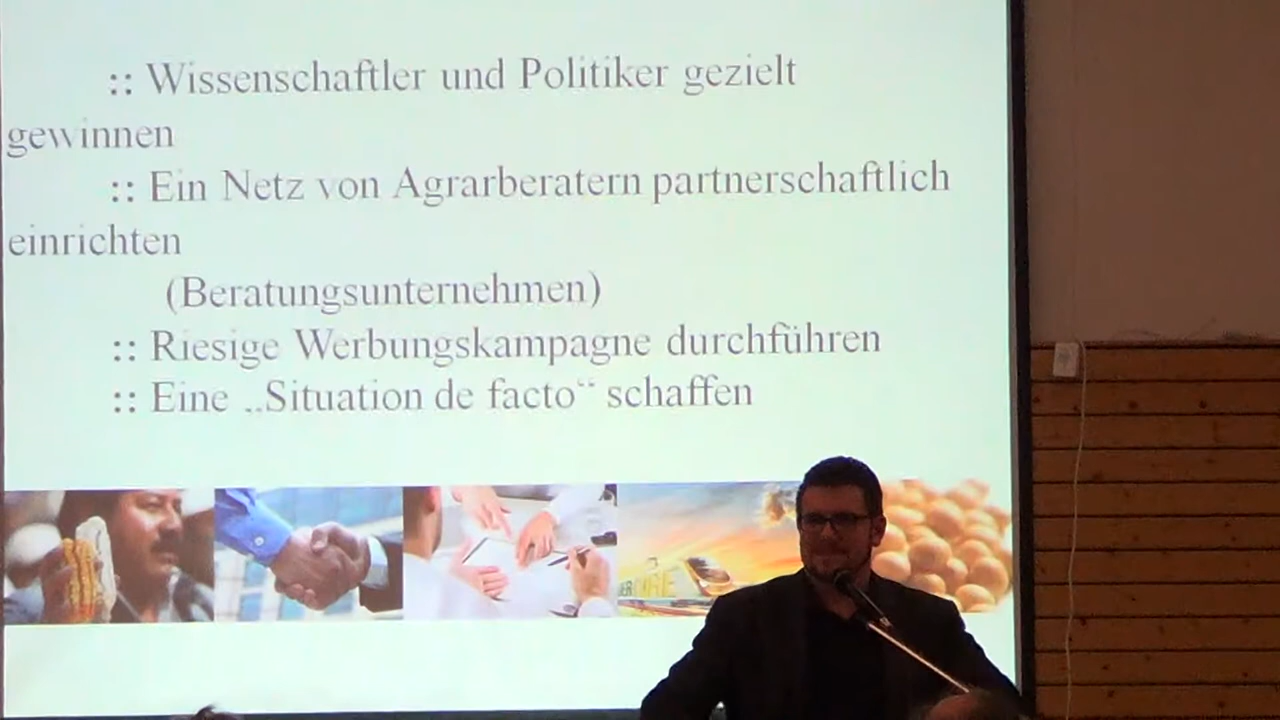 :: Wissenschaftler und Politiker gezielt
gewinnen
:: Ein Netz von Agrarberatern partnerschaftlich
einrichten
(Beratungsunternehmen)
:: Riesige Werbungskampagne durchführen
:: Eine „Situation de facto“ schaffen